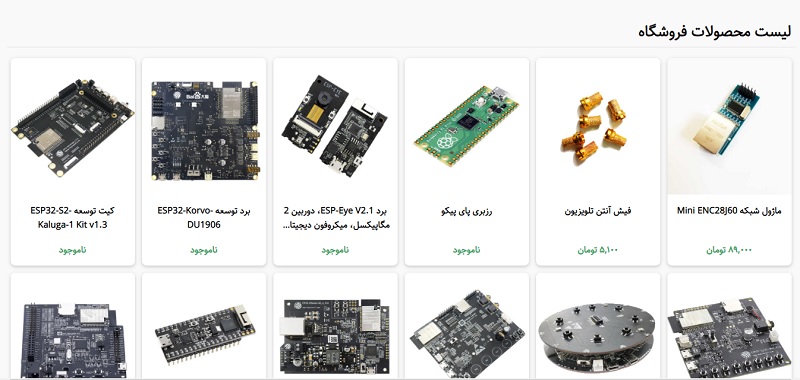 لیست محصولات فروشگاه
ماژول شبکه Mini ENC28J60
۸۹,۰۰۰ تومان
فیش آنتن تلویزیون
۵,۱۰۰ تومان
رزبری پای پیکو
ناموجود
برد ESP-Eye V2.1، دوربین 2
مگاپیکسل، میکروفون دیجیتا...
ناموجود
برد توسعه ESP32-Korvo-
DU1906
ناموجود
کیت توسعه ESP32-S2-
Kaluga-1 Kit v1.3
ناموجود